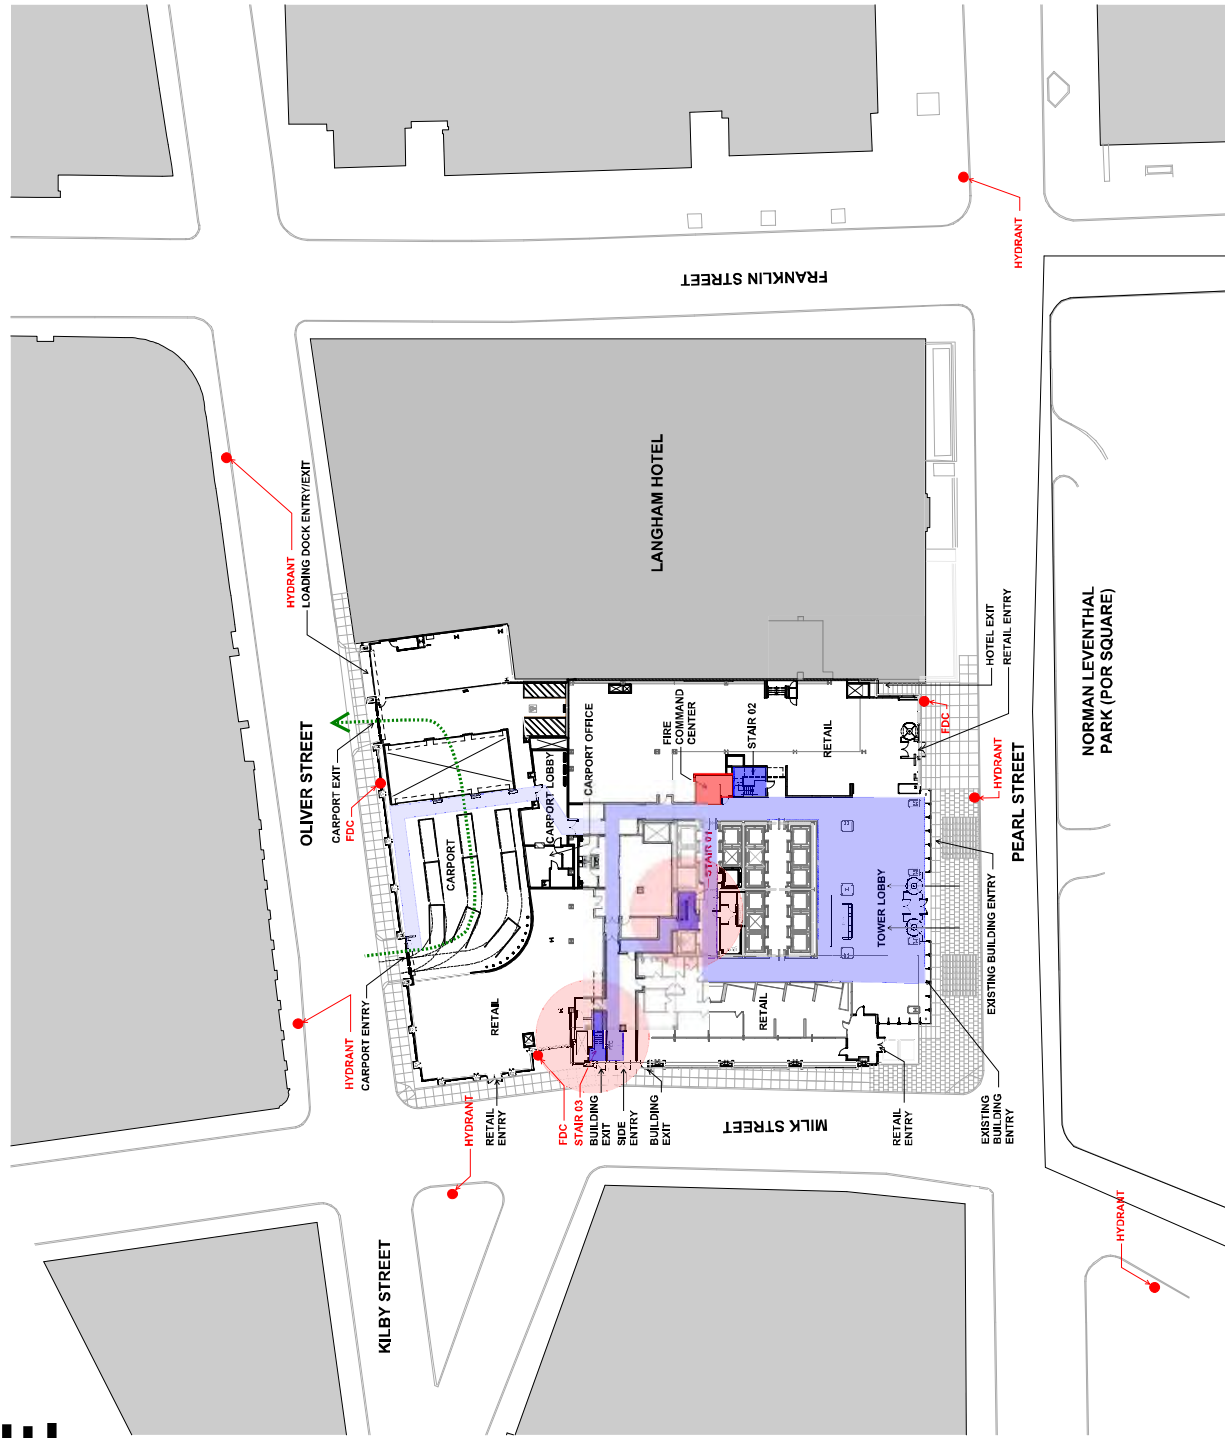 HYDRANT
FRANKLIN STREET
LANGHAM HOTEL
HYDRANT
LOADING DOCK ENTRY/EXIT
OLIVER STREET
CARPORT EXIT
FDC
CARPORT
CARPORT LOBBY
CARPORT OFFICE
FIRE
COMMAND
CENTER
STAIR 02
RETAIL
HOTEL EXIT
RETAIL ENTRY
FDC
HYDRANT
PEARL STREET
NORMAN LEVENTHAL
PARK (POR SQUARE)
STAIR 01
TOWER LOBBY
EXISTING BUILDING ENTRY
HYDRANT
CARPORT ENTRY
RETAIL
RETAIL
HYDRANT
RETAIL
ENTRY
FDC
STAIR 03
BUILDING
EXIT
SIDE
ENTRY
BUILDING
EXIT
MILK STREET
RETAIL
ENTRY
EXISTING
BUILDING
ENTRY
KILBY STREET
HYDRANT